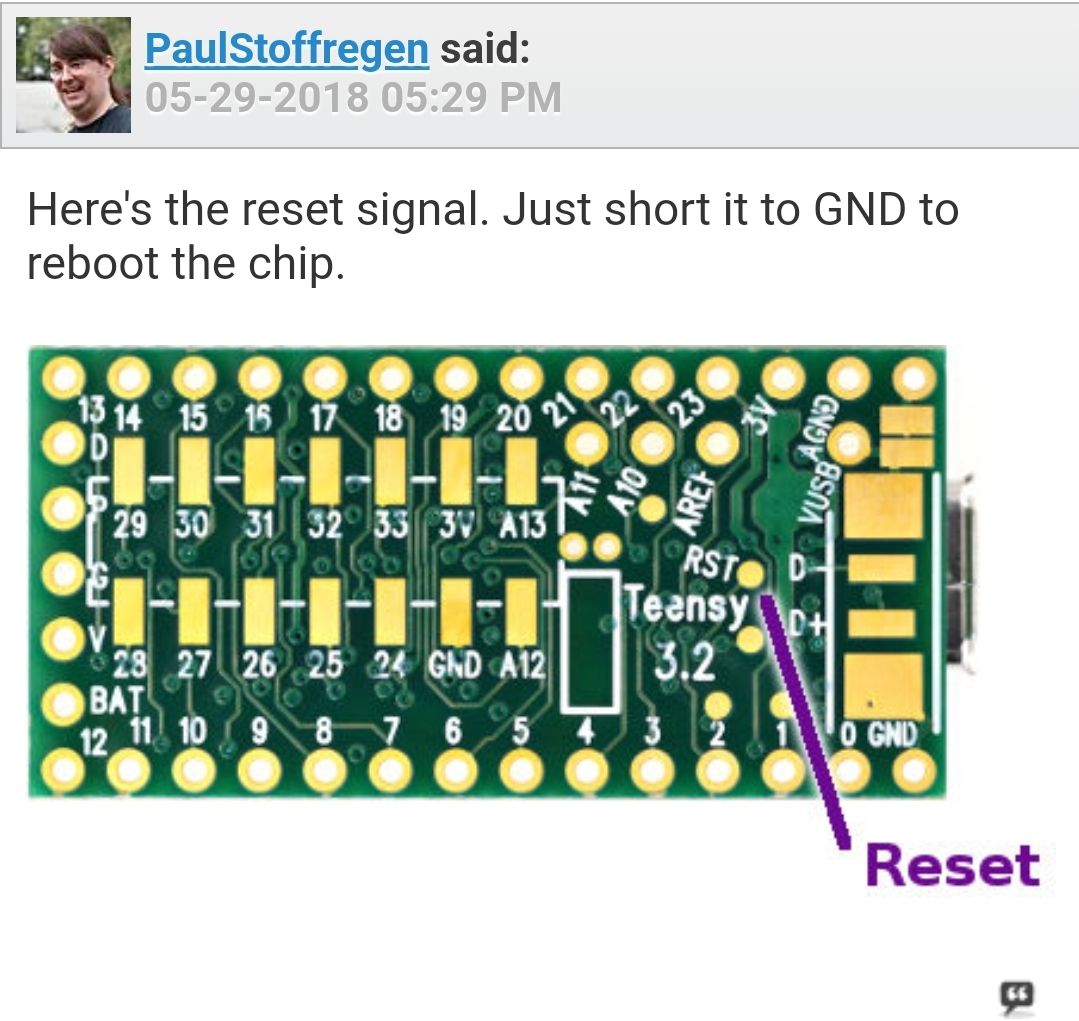 PaulStoffregen said:
05-29-2018 05:29 PM
Here's the reset signal. Just short it to GND to
reboot the chip.
13 14 15 16 17 18 19 20 21 22 23 3V AGND
D
29 30 31 32 33 3V A13 A11 A10 AREF VUSB
P
G
RST D-
Teensy D+
3.2
V 28 27 26 25 24 GND A12
BAT
12 11 10 9 8 7 6 5 4 3 2 1 0 GND
Reset